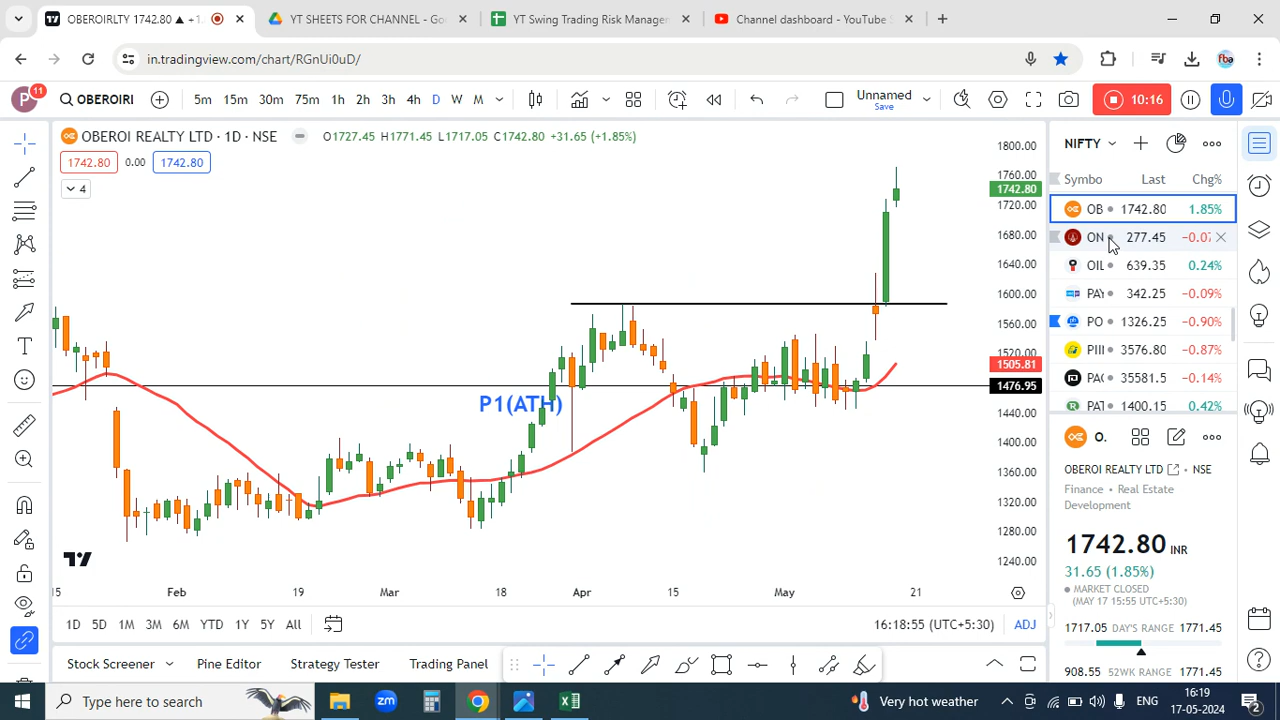 OBEROIRLTY 1742.80 ▲ +1.
YT SHEETS FOR CHANNEL - Go
YT Swing Trading Risk Manager
Channel dashboard - YouTube S
in.tradingview.com/chart/RGnUi0uD/
fba
P 11 OBEROIRI 5m 15m 30m 75m 1h 2h 3h 4h D W M Unnamed
Save
10:16
OBEROI REALTY LTD · 1D · NSE O1727.45 H1771.45 L1717.05 C1742.80 +31.65 (+1.85%)
1742.80 0.00 1742.80
4
P1(ATH)
1800.00
1760.00
1742.80
1720.00
1680.00
1640.00
1600.00
1560.00
1520.00
1505.81
1476.95
1440.00
1400.00
1360.00
1320.00
1280.00
1240.00
15 Feb 19 Mar 18 Apr 15 May 21
1D 5D 1M 3M 6M YTD 1Y 5Y All 16:18:55 (UTC+5:30) ADJ
Stock Screener Pine Editor Strategy Tester Trading Panel
NIFTY
Symbo Last Chg%
OB 1742.80 1.85%
ON 277.45 −0.07
OIL 639.35 0.24%
PAY 342.25 −0.09%
PO 1326.25 −0.90%
PIII 3576.80 −0.87%
PAG 35581.5 −0.14%
PAT 1400.15 0.42%
O.
OBEROI REALTY LTD • NSE
Finance • Real Estate
Development
1742.80 INR
31.65 (1.85%)
MARKET CLOSED
(MAY 17 15:55 UTC+5:30)
1717.05 DAY'S RANGE 1771.45
908.55 52WK RANGE 1771.45
Type here to search
zm
Very hot weather
ENG
16:19
17-05-2024
2